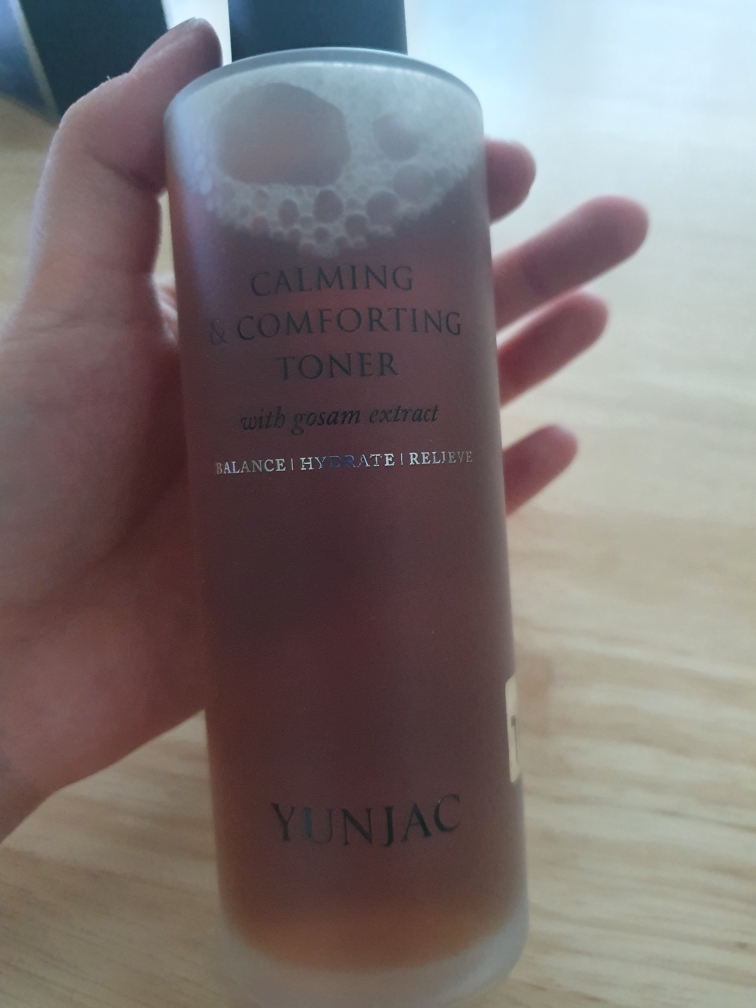 CALMING
& COMFORTING
TONER
with gosam extract
BALANCE | HYDRATE | RELIEVE
YUNJAC